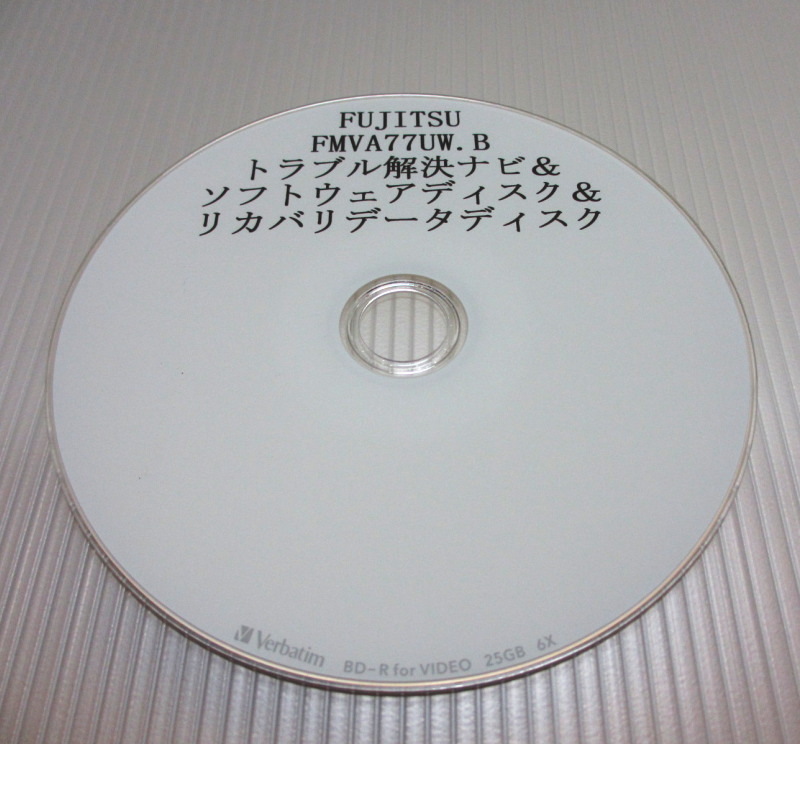 FUJITSU
FMVA77UW.B
トラブル解決ナビ＆
ソフトウェアディスク＆
リカバリデータディスク
Verbatim BD-R for VIDEO 25GB 6X